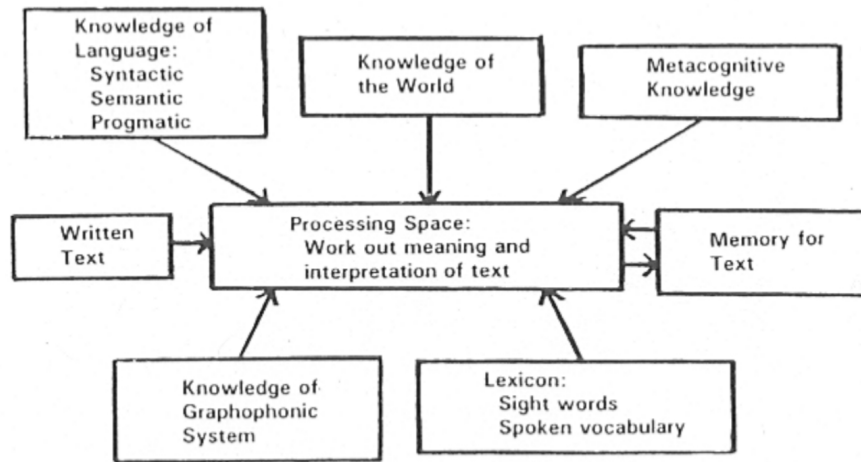 Knowledge of
Language:
Syntactic
Semantic
Progmatic
Knowledge of
the World
Metacognitive
Knowledge
Written
Text
Processing Space:
Work out meaning and
interpretation of text
Memory for
Text
Knowledge of
Graphophonic
System
Lexicon:
Sight words
Spoken vocabulary